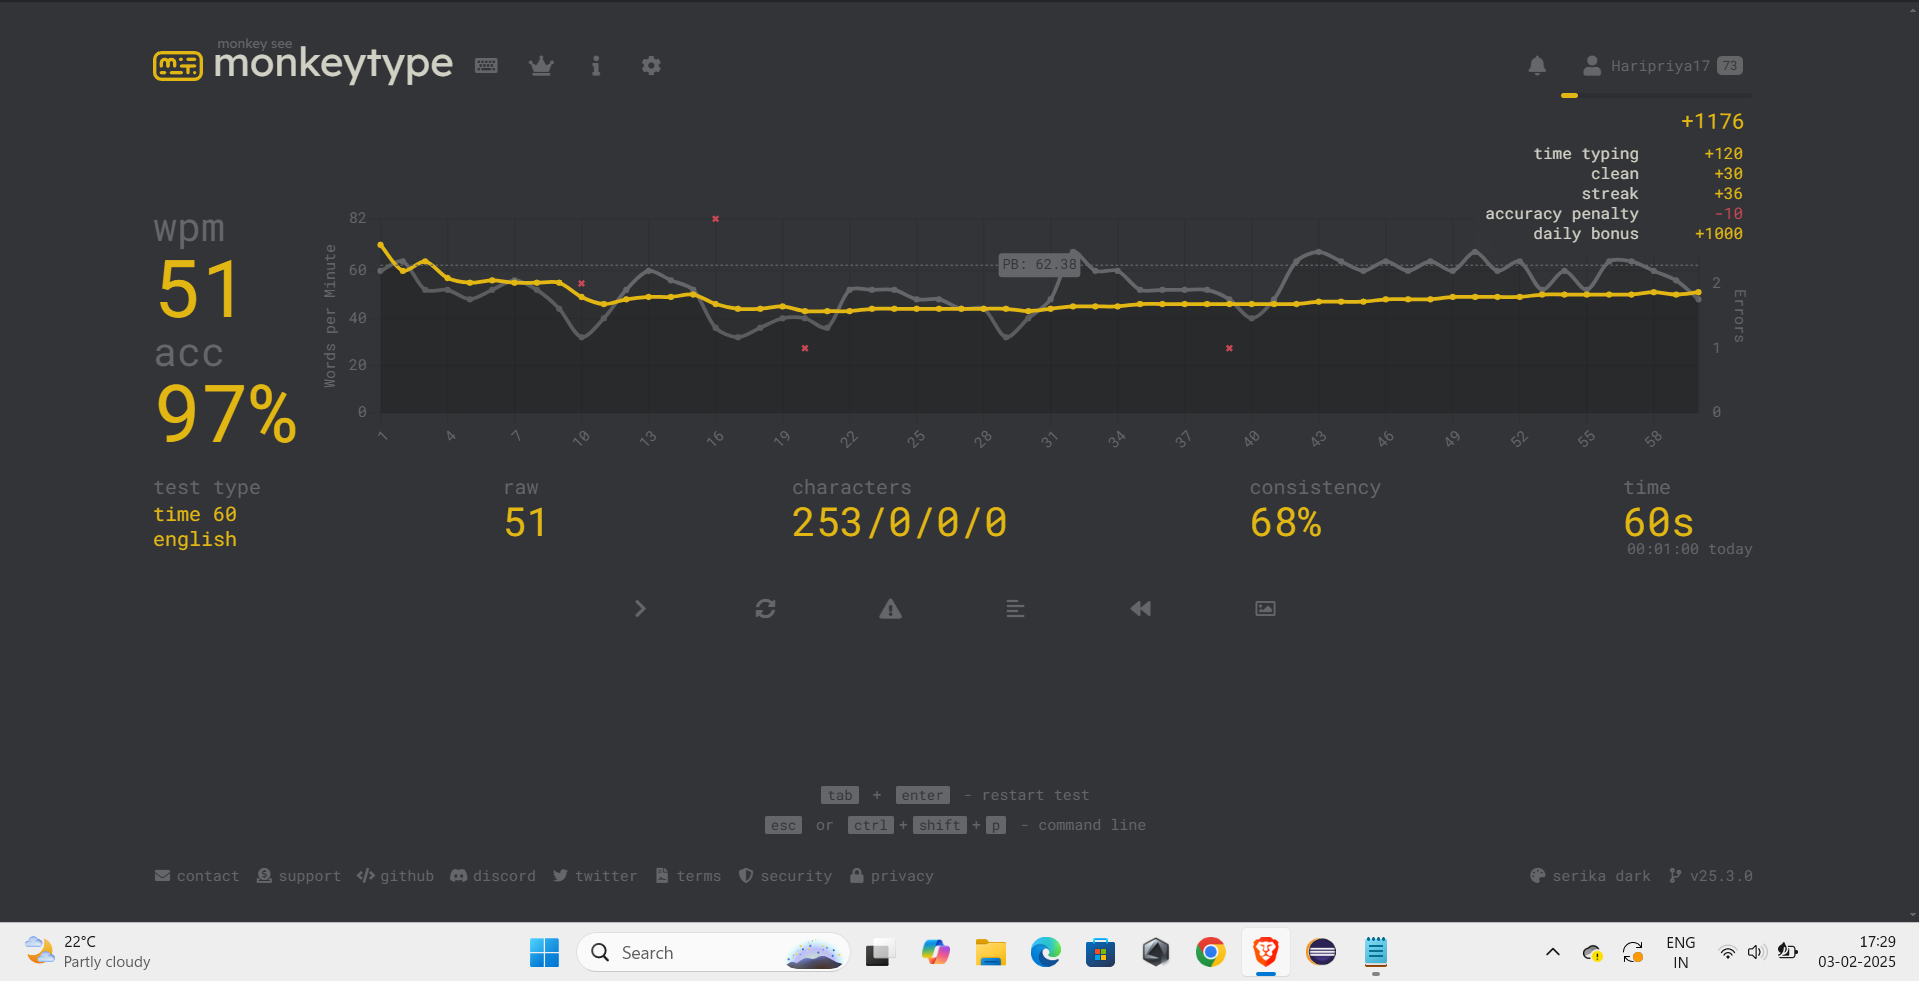 monkey see
monkeytype
Haripriya17 73
+1176
time typing +120
clean +30
streak +36
accuracy penalty -10
daily bonus +1000
wpm
51
acc
97%
Words per Minute
82
60
40
20
0
PB: 62.38
2
1
0
Errors
1 4 7 10 13 16 19 22 25 28 31 34 37 40 43 46 49 52 55 58
test type
time 60
english
raw
51
characters
253/0/0/0
consistency
68%
time
60s
00:01:00 today
tab + enter - restart test
esc or ctrl + shift + p - command line
contact support github discord twitter terms security privacy
serika dark v25.3.0
22°C
Partly cloudy
Search
ENG
IN
17:29
03-02-2025